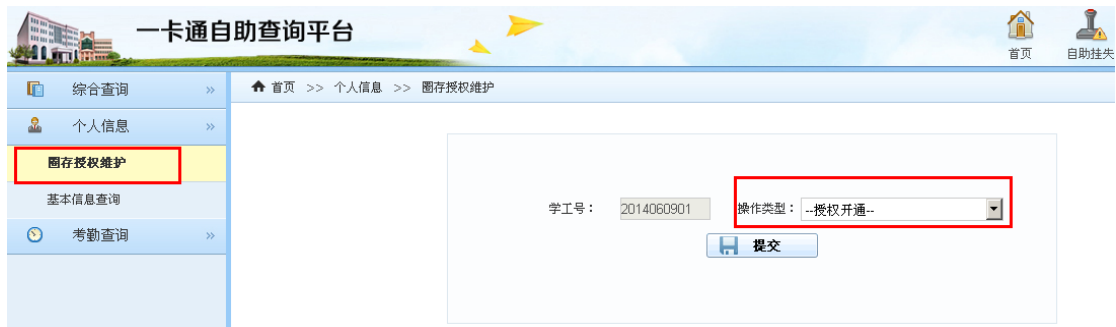 一卡通自助查询平台
首页
自助挂失
综合查询 »
首页 >> 个人信息 >> 圈存授权维护
个人信息 »
圈存授权维护
基本信息查询
学工号： 2014060901 操作类型： --授权开通--
考勤查询 »
提交